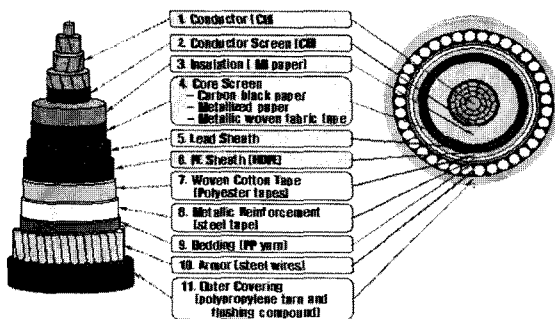 1. Conductor (CU)
2. Conductor Screen (CB)
3. Insulation ( MI paper)
4. Core Screen
– Carbon black paper
– Metallized paper
– Metallic woven fabric tape
5. Lead Sheath
6. PE Sheath (HDPE)
7. Woven Cotton Tape
(Polyester tapes)
8. Metallic Reinforcement
(steel tape)
9. Bedding (PP yarn)
10. Armor (steel wires)
11. Outer Covering
(polypropylene yarn and
flushing compound)